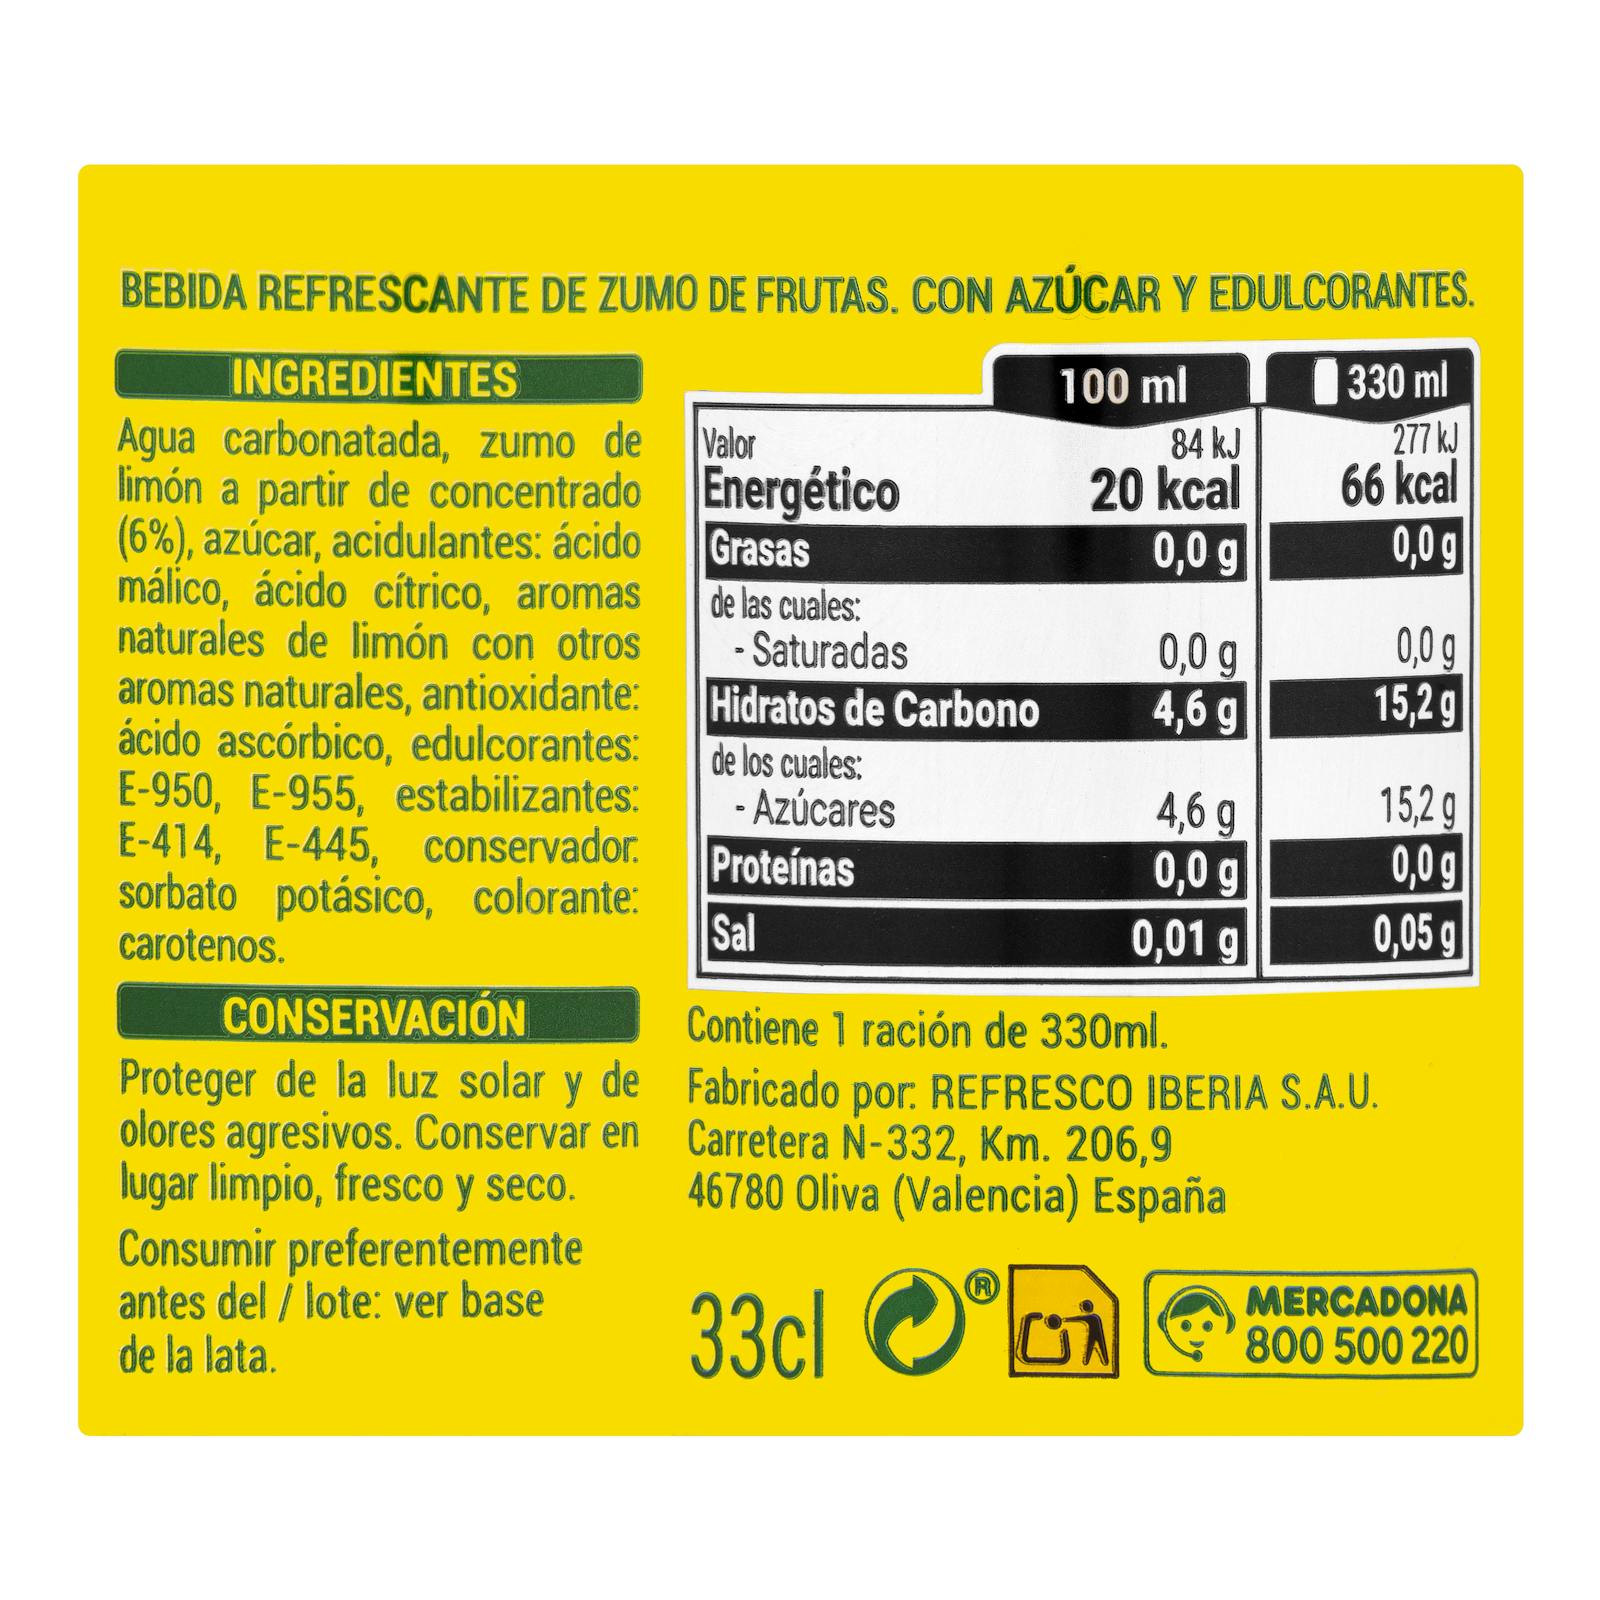 BEBIDA REFRESCANTE DE ZUMO DE FRUTAS. CON AZÚCAR Y EDULCORANTES.
INGREDIENTES
Agua carbonatada, zumo de
limón a partir de concentrado
(6%), azúcar, acidulantes: ácido
málico, ácido cítrico, aromas
naturales de limón con otros
aromas naturales, antioxidante:
ácido ascórbico, edulcorantes:
E-950, E-955, estabilizantes:
E-414, E-445, conservador:
sorbato potásico, colorante:
carotenos.
CONSERVACIÓN
Proteger de la luz solar y de
olores agresivos. Conservar en
lugar limpio, fresco y seco.
Consumir preferentemente
antes del / lote: ver base
de la lata.
100 ml 330 ml
Valor 84 kJ 277 kJ
Energético 20 kcal 66 kcal
Grasas 0,0 g 0,0 g
de las cuales:
- Saturadas 0,0 g 0,0 g
Hidratos de Carbono 4,6 g 15,2 g
de los cuales:
- Azúcares 4,6 g 15,2 g
Proteínas 0,0 g 0,0 g
Sal 0,01 g 0,05 g
Contiene 1 ración de 330ml.
Fabricado por: REFRESCO IBERIA S.A.U.
Carretera N-332, Km. 206,9
46780 Oliva (Valencia) España
33cl ®
MERCADONA
800 500 220